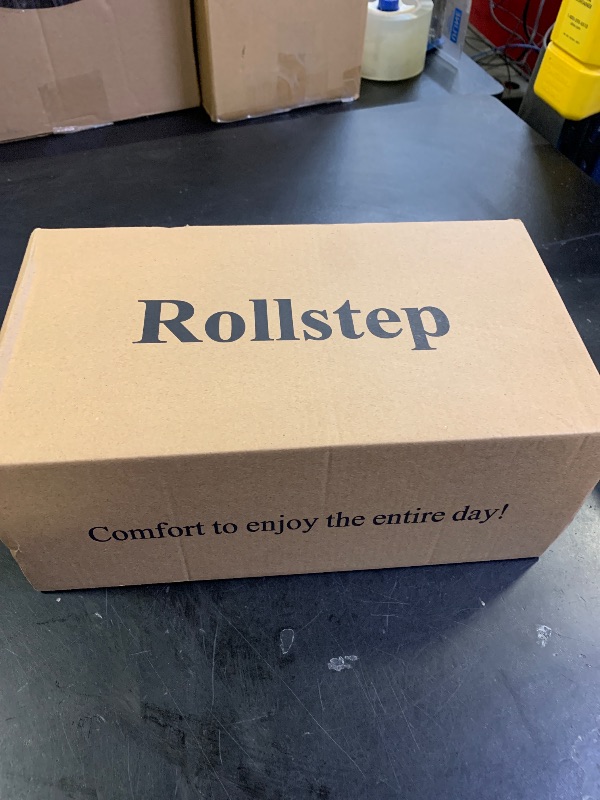 Rollstep
Comfort to enjoy the entire day!